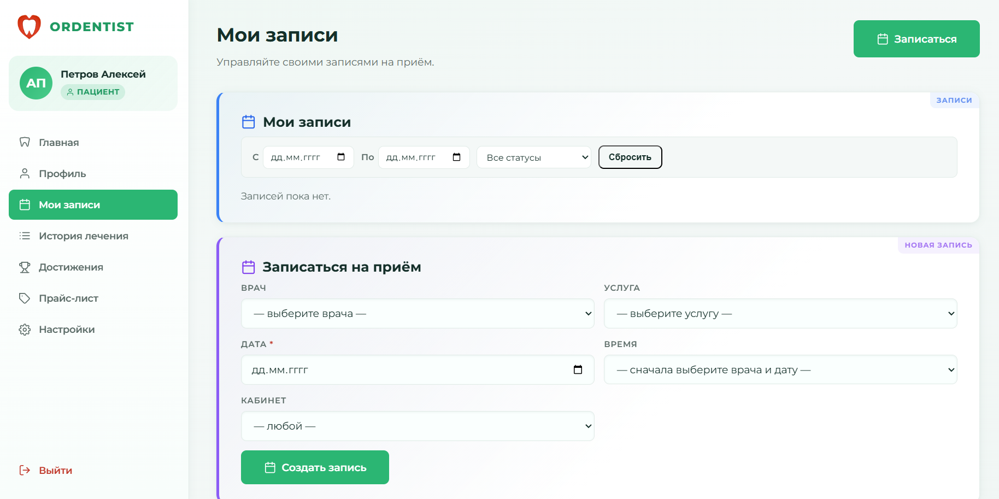 ORDENTIST
АП
Петров Алексей
ПАЦИЕНТ
Главная
Профиль
Мои записи
История лечения
Достижения
Прайс-лист
Настройки
Выйти
Мои записи
Управляйте своими записями на приём.
Записаться
ЗАПИСИ
Мои записи
С дд.мм.гггг По дд.мм.гггг Все статусы Сбросить
Записей пока нет.
НОВАЯ ЗАПИСЬ
Записаться на приём
ВРАЧ
— выберите врача —
УСЛУГА
— выберите услугу —
ДАТА *
дд.мм.гггг
ВРЕМЯ
— сначала выберите врача и дату —
КАБИНЕТ
— любой —
Создать запись